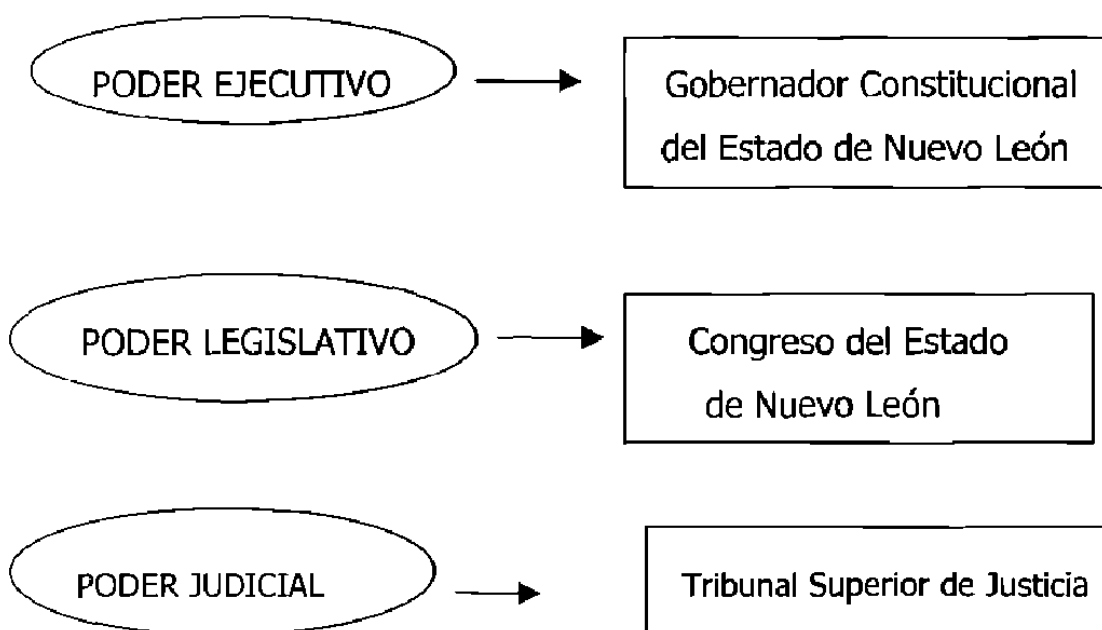 PODER EJECUTIVO
Gobernador Constitucional
del Estado de Nuevo León
PODER LEGISLATIVO
Congreso del Estado
de Nuevo León
PODER JUDICIAL
Tribunal Superior de Justicia